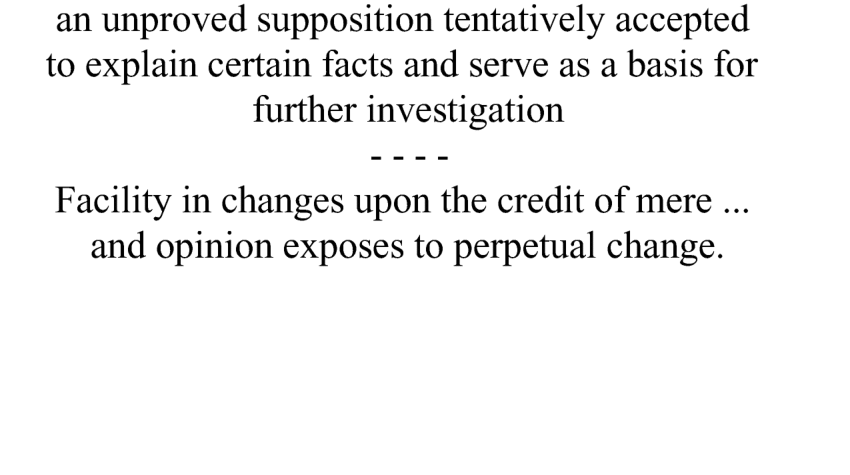 an unproved supposition tentatively accepted
to explain certain facts and serve as a basis for
further investigation
- - - -
Facility in changes upon the credit of mere ...
and opinion exposes to perpetual change.